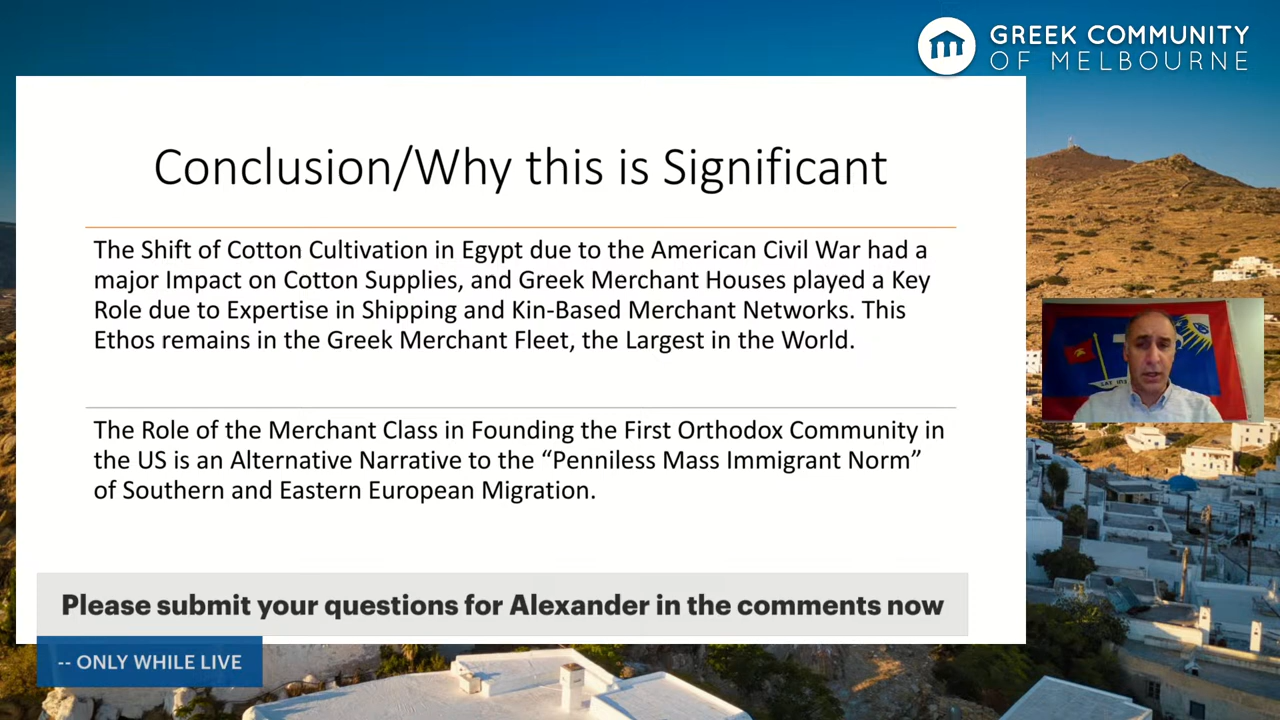 GREEK COMMUNITY
OF MELBOURNE
Conclusion/Why this is Significant
The Shift of Cotton Cultivation in Egypt due to the American Civil War had a
major Impact on Cotton Supplies, and Greek Merchant Houses played a Key
Role due to Expertise in Shipping and Kin-Based Merchant Networks. This
Ethos remains in the Greek Merchant Fleet, the Largest in the World.
The Role of the Merchant Class in Founding the First Orthodox Community in
the US is an Alternative Narrative to the “Penniless Mass Immigrant Norm”
of Southern and Eastern European Migration.
Please submit your questions for Alexander in the comments now
-- ONLY WHILE LIVE